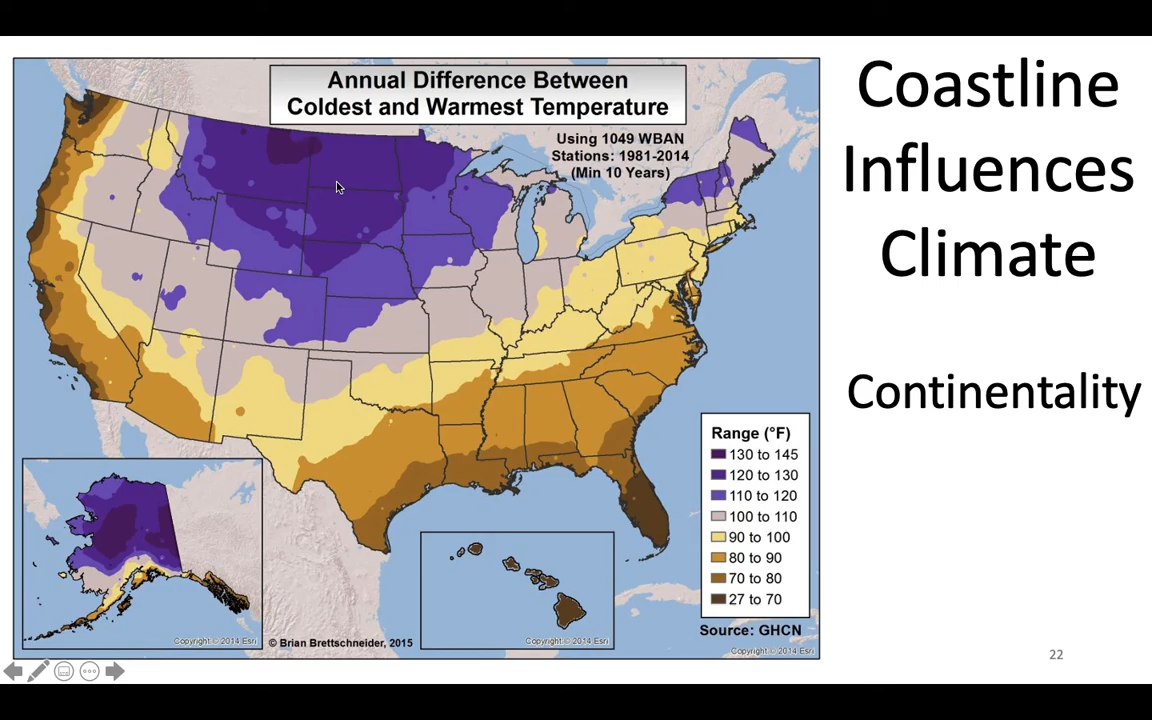 Annual Difference Between
Coldest and Warmest Temperature
Using 1049 WBAN
Stations: 1981-2014
(Min 10 Years)
Coastline
Influences
Climate
Continentality
Range (°F)
130 to 145
120 to 130
110 to 120
100 to 110
90 to 100
80 to 90
70 to 80
27 to 70
Source: GHCN
Copyright:© 2014 Esri
© Brian Brettschneider, 2015
Copyright:© 2014 Esri
Copyright:© 2014 Esri
22